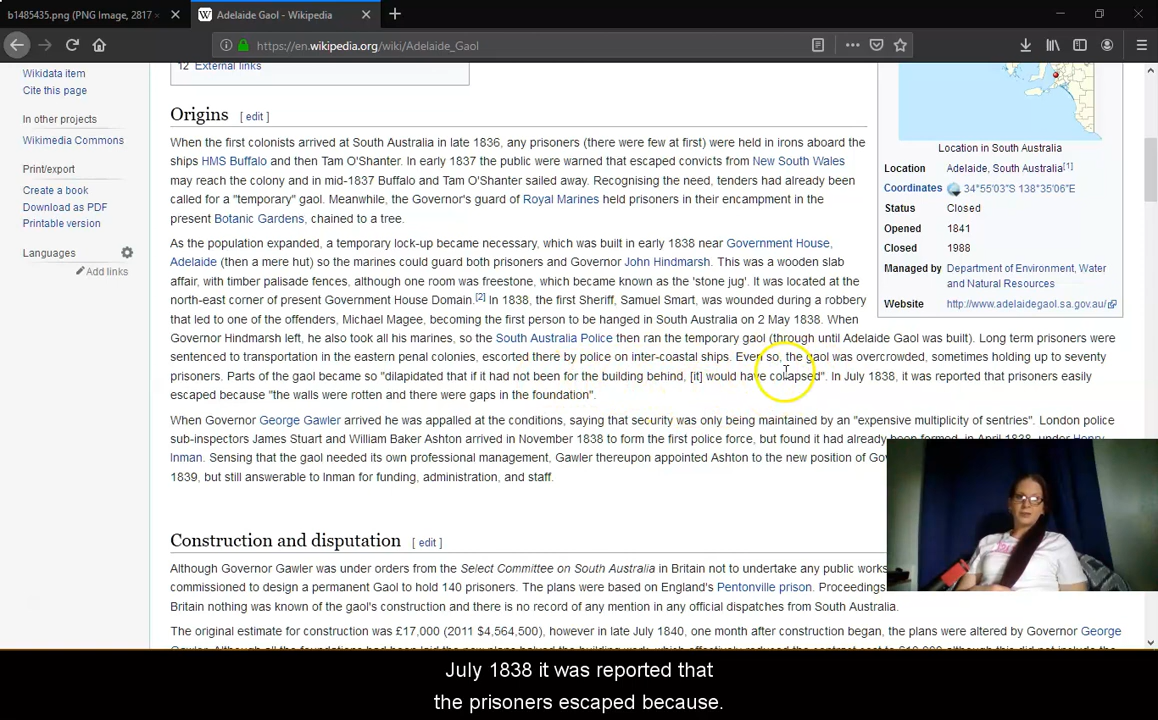 b1485435.png (PNG Image, 2817 ×
Adelaide Gaol - Wikipedia
https://en.wikipedia.org/wiki/Adelaide_Gaol
12 External links
Wikidata item
Cite this page
In other projects
Wikimedia Commons
Print/export
Create a book
Download as PDF
Printable version
Languages
Add links
Origins [ edit ]
When the first colonists arrived at South Australia in late 1836, any prisoners (there were few at first) were held in irons aboard the
ships HMS Buffalo and then Tam O'Shanter. In early 1837 the public were warned that escaped convicts from New South Wales
may reach the colony and in mid-1837 Buffalo and Tam O'Shanter sailed away. Recognising the need, tenders had already been
called for a "temporary" gaol. Meanwhile, the Governor's guard of Royal Marines held prisoners in their encampment in the
present Botanic Gardens, chained to a tree.
As the population expanded, a temporary lock-up became necessary, which was built in early 1838 near Government House,
Adelaide (then a mere hut) so the marines could guard both prisoners and Governor John Hindmarsh. This was a wooden slab
affair, with timber palisade fences, although one room was freestone, which became known as the 'stone jug'. It was located at the
north-east corner of present Government House Domain.[2] In 1838, the first Sheriff, Samuel Smart, was wounded during a robbery
that led to one of the offenders, Michael Magee, becoming the first person to be hanged in South Australia on 2 May 1838. When
Governor Hindmarsh left, he also took all his marines, so the South Australia Police then ran the temporary gaol (through until Adelaide Gaol was built). Long term prisoners were
sentenced to transportation in the eastern penal colonies, escorted there by police on inter-coastal ships. Even so, the gaol was overcrowded, sometimes holding up to seventy
prisoners. Parts of the gaol became so "dilapidated that if it had not been for the building behind, [it] would have collapsed". In July 1838, it was reported that prisoners easily
escaped because "the walls were rotten and there were gaps in the foundation".
When Governor George Gawler arrived he was appalled at the conditions, saying that security was only being maintained by an "expensive multiplicity of sentries". London police
sub-inspectors James Stuart and William Baker Ashton arrived in November 1838 to form the first police force, but found it had already been formed, in April 1838, under Henry
Inman. Sensing that the gaol needed its own professional management, Gawler thereupon appointed Ashton to the new position of Gov
1839, but still answerable to Inman for funding, administration, and staff.
Construction and disputation [ edit ]
Although Governor Gawler was under orders from the Select Committee on South Australia in Britain not to undertake any public works
commissioned to design a permanent Gaol to hold 140 prisoners. The plans were based on England's Pentonville prison. Proceedings
Britain nothing was known of the gaol's construction and there is no record of any mention in any official dispatches from South Australia.
The original estimate for construction was £17,000 (2011 $4,564,500), however in late July 1840, one month after construction began, the plans were altered by Governor George
Location in South Australia
Location Adelaide, South Australia[1]
Coordinates 34°55′03″S 138°35′06″E
Status Closed
Opened 1841
Closed 1988
Managed by Department of Environment, Water
and Natural Resources
Website http://www.adelaidegaol.sa.gov.au/
July 1838 it was reported that
the prisoners escaped because.